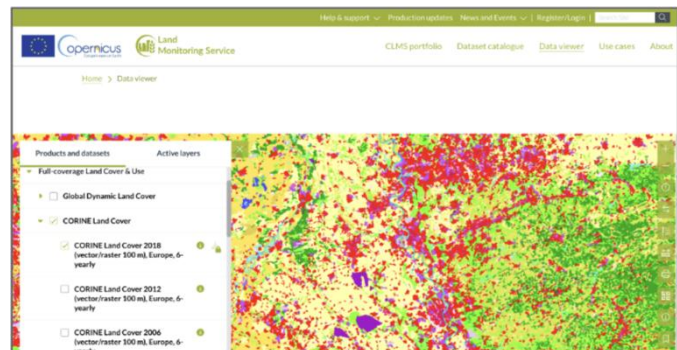 Help & support Production updates News and Events | Register/Login |
opernicus
Land
Monitoring Service
CLMS portfolio Dataset catalogue Data viewer Use cases About
Home > Data viewer
Products and datasets Active layers
Full-coverage Land Cover & Use
Global Dynamic Land Cover
CORINE Land Cover
CORINE Land Cover 2018
(vector/raster 100 m), Europe, 6-
yearly
CORINE Land Cover 2012
(vector/raster 100 m), Europe, 6-
yearly
CORINE Land Cover 2006
(vector/raster 100 m), Europe, 6-